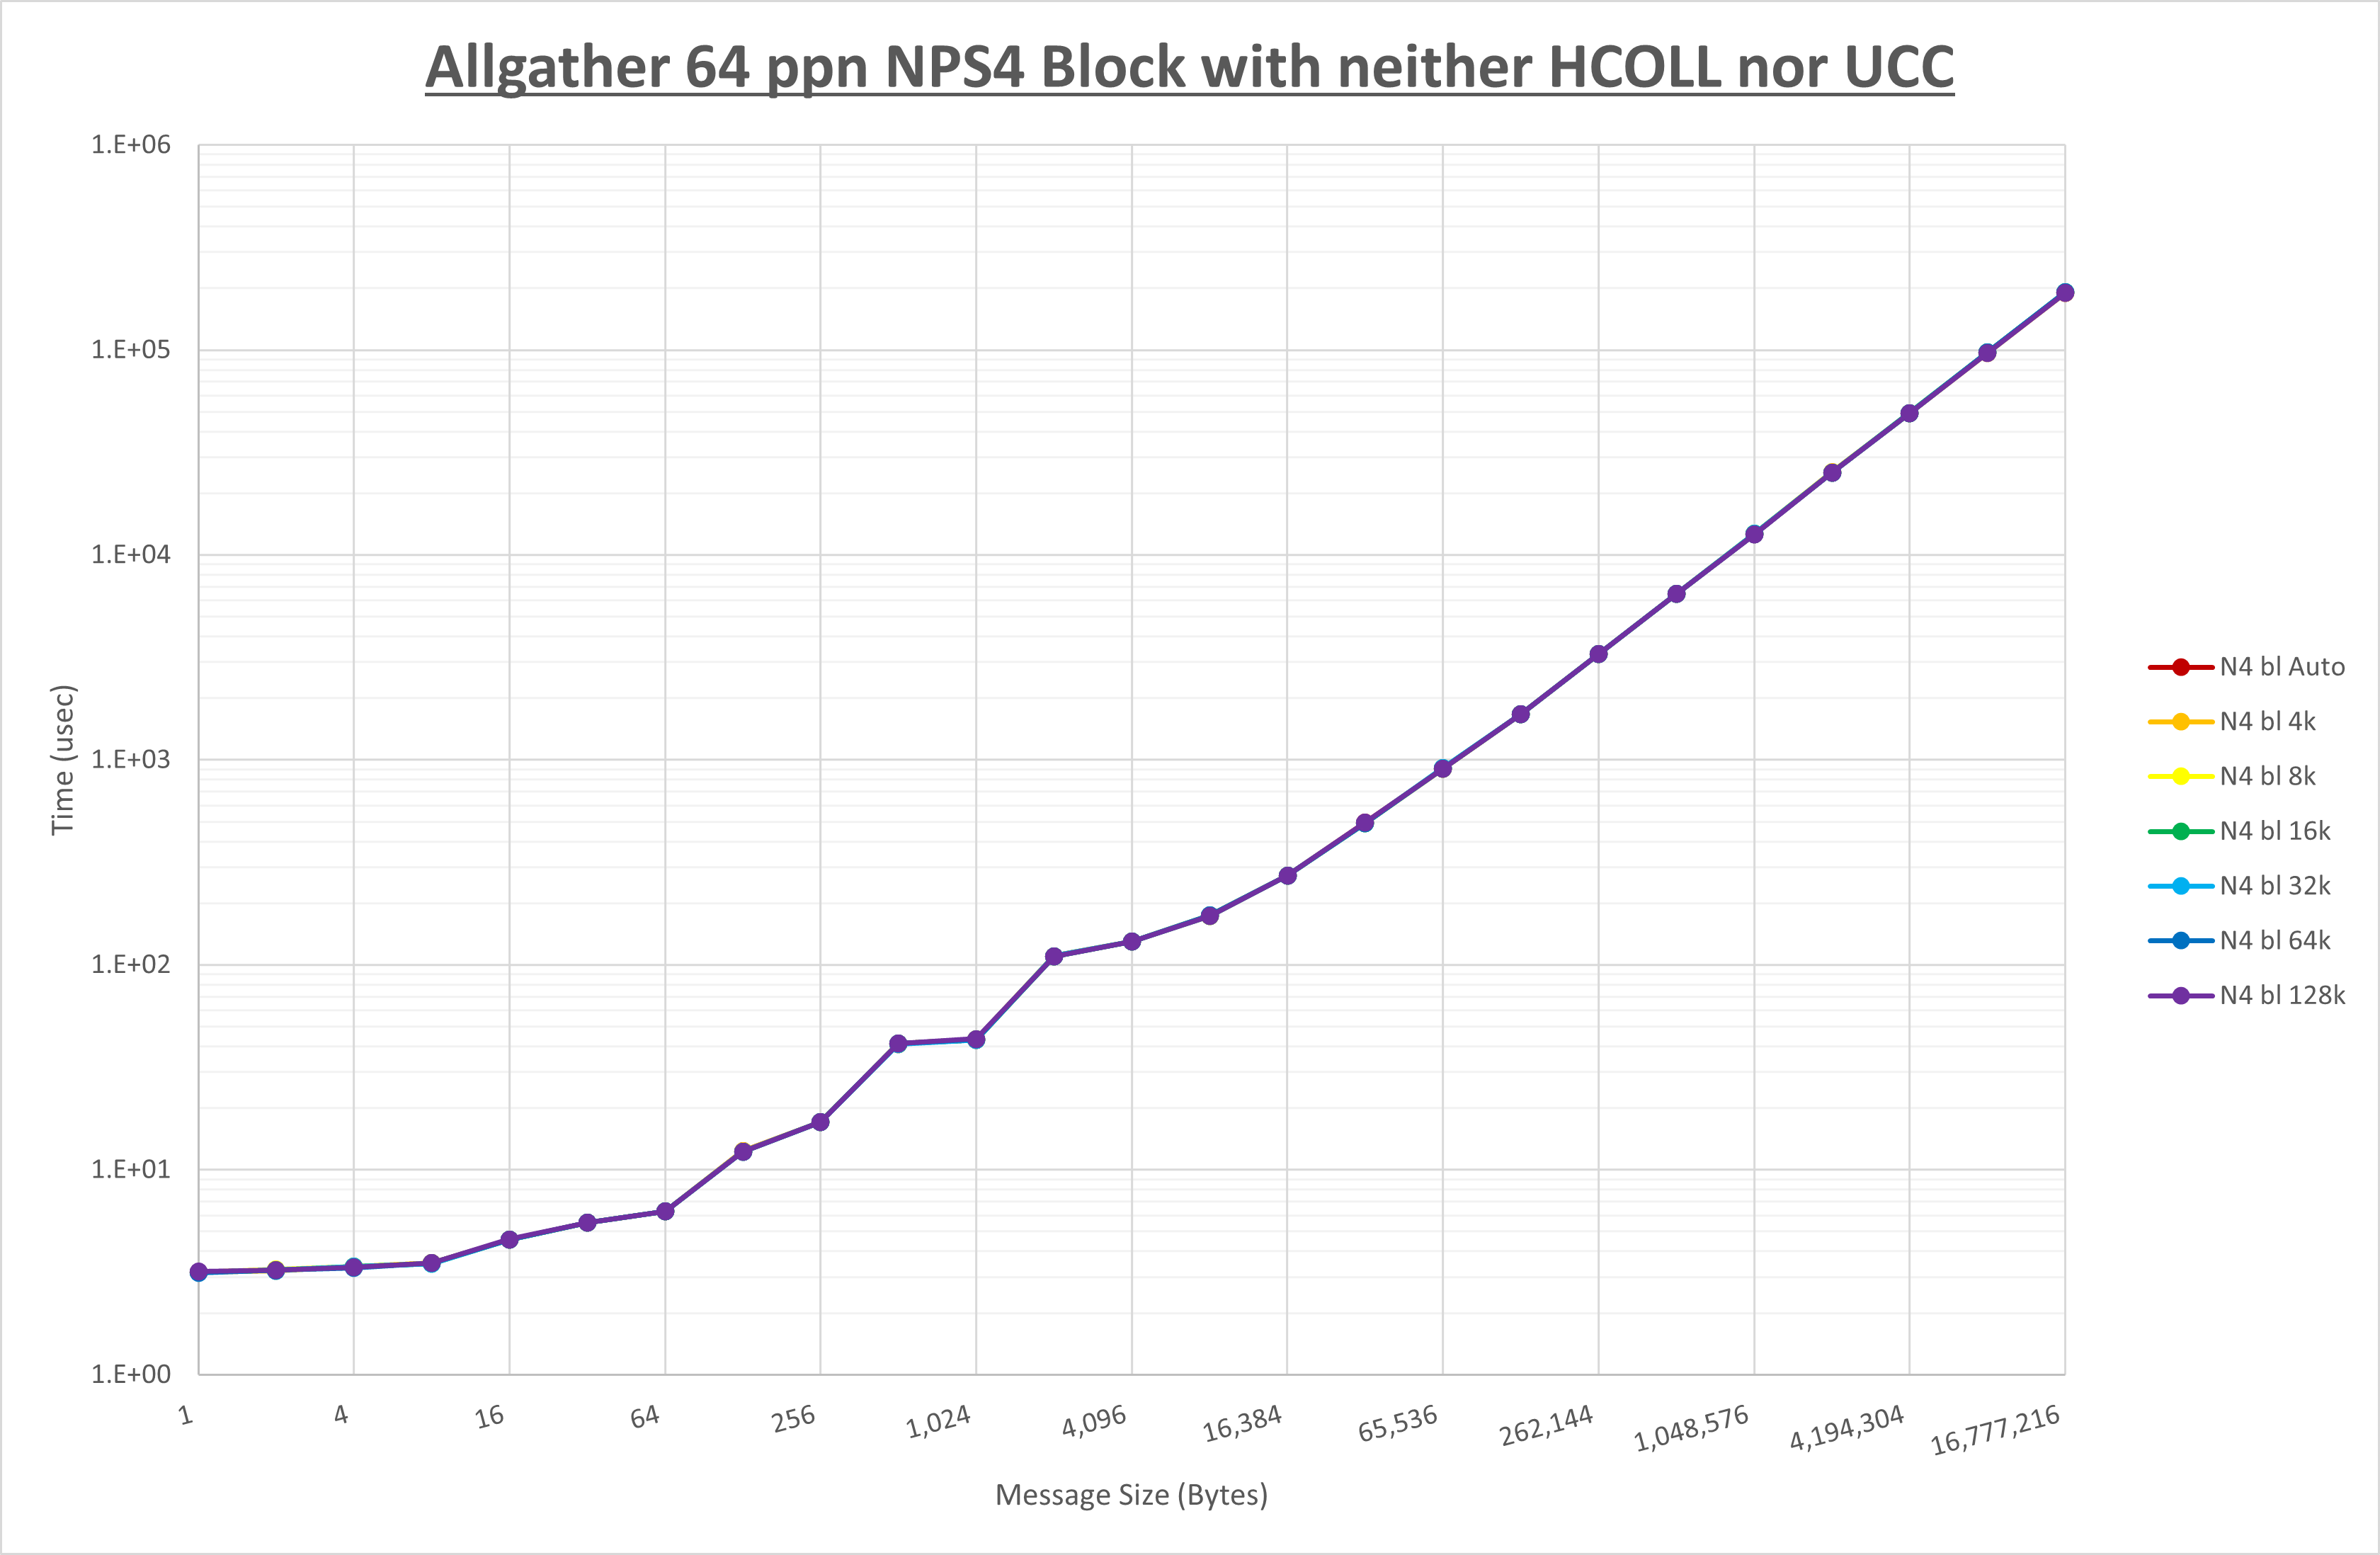 Allgather 64 ppn NPS4 Block with neither HCOLL nor UCC
1.E+06
1.E+05
1.E+04
1.E+03
1.E+02
1.E+01
1.E+00
Time (usec)
1
4
16
64
256
1,024
4,096
16,384
65,536
262,144
1,048,576
4,194,304
16,777,216
Message Size (Bytes)
N4 bl Auto
N4 bl 4k
N4 bl 8k
N4 bl 16k
N4 bl 32k
N4 bl 64k
N4 bl 128k